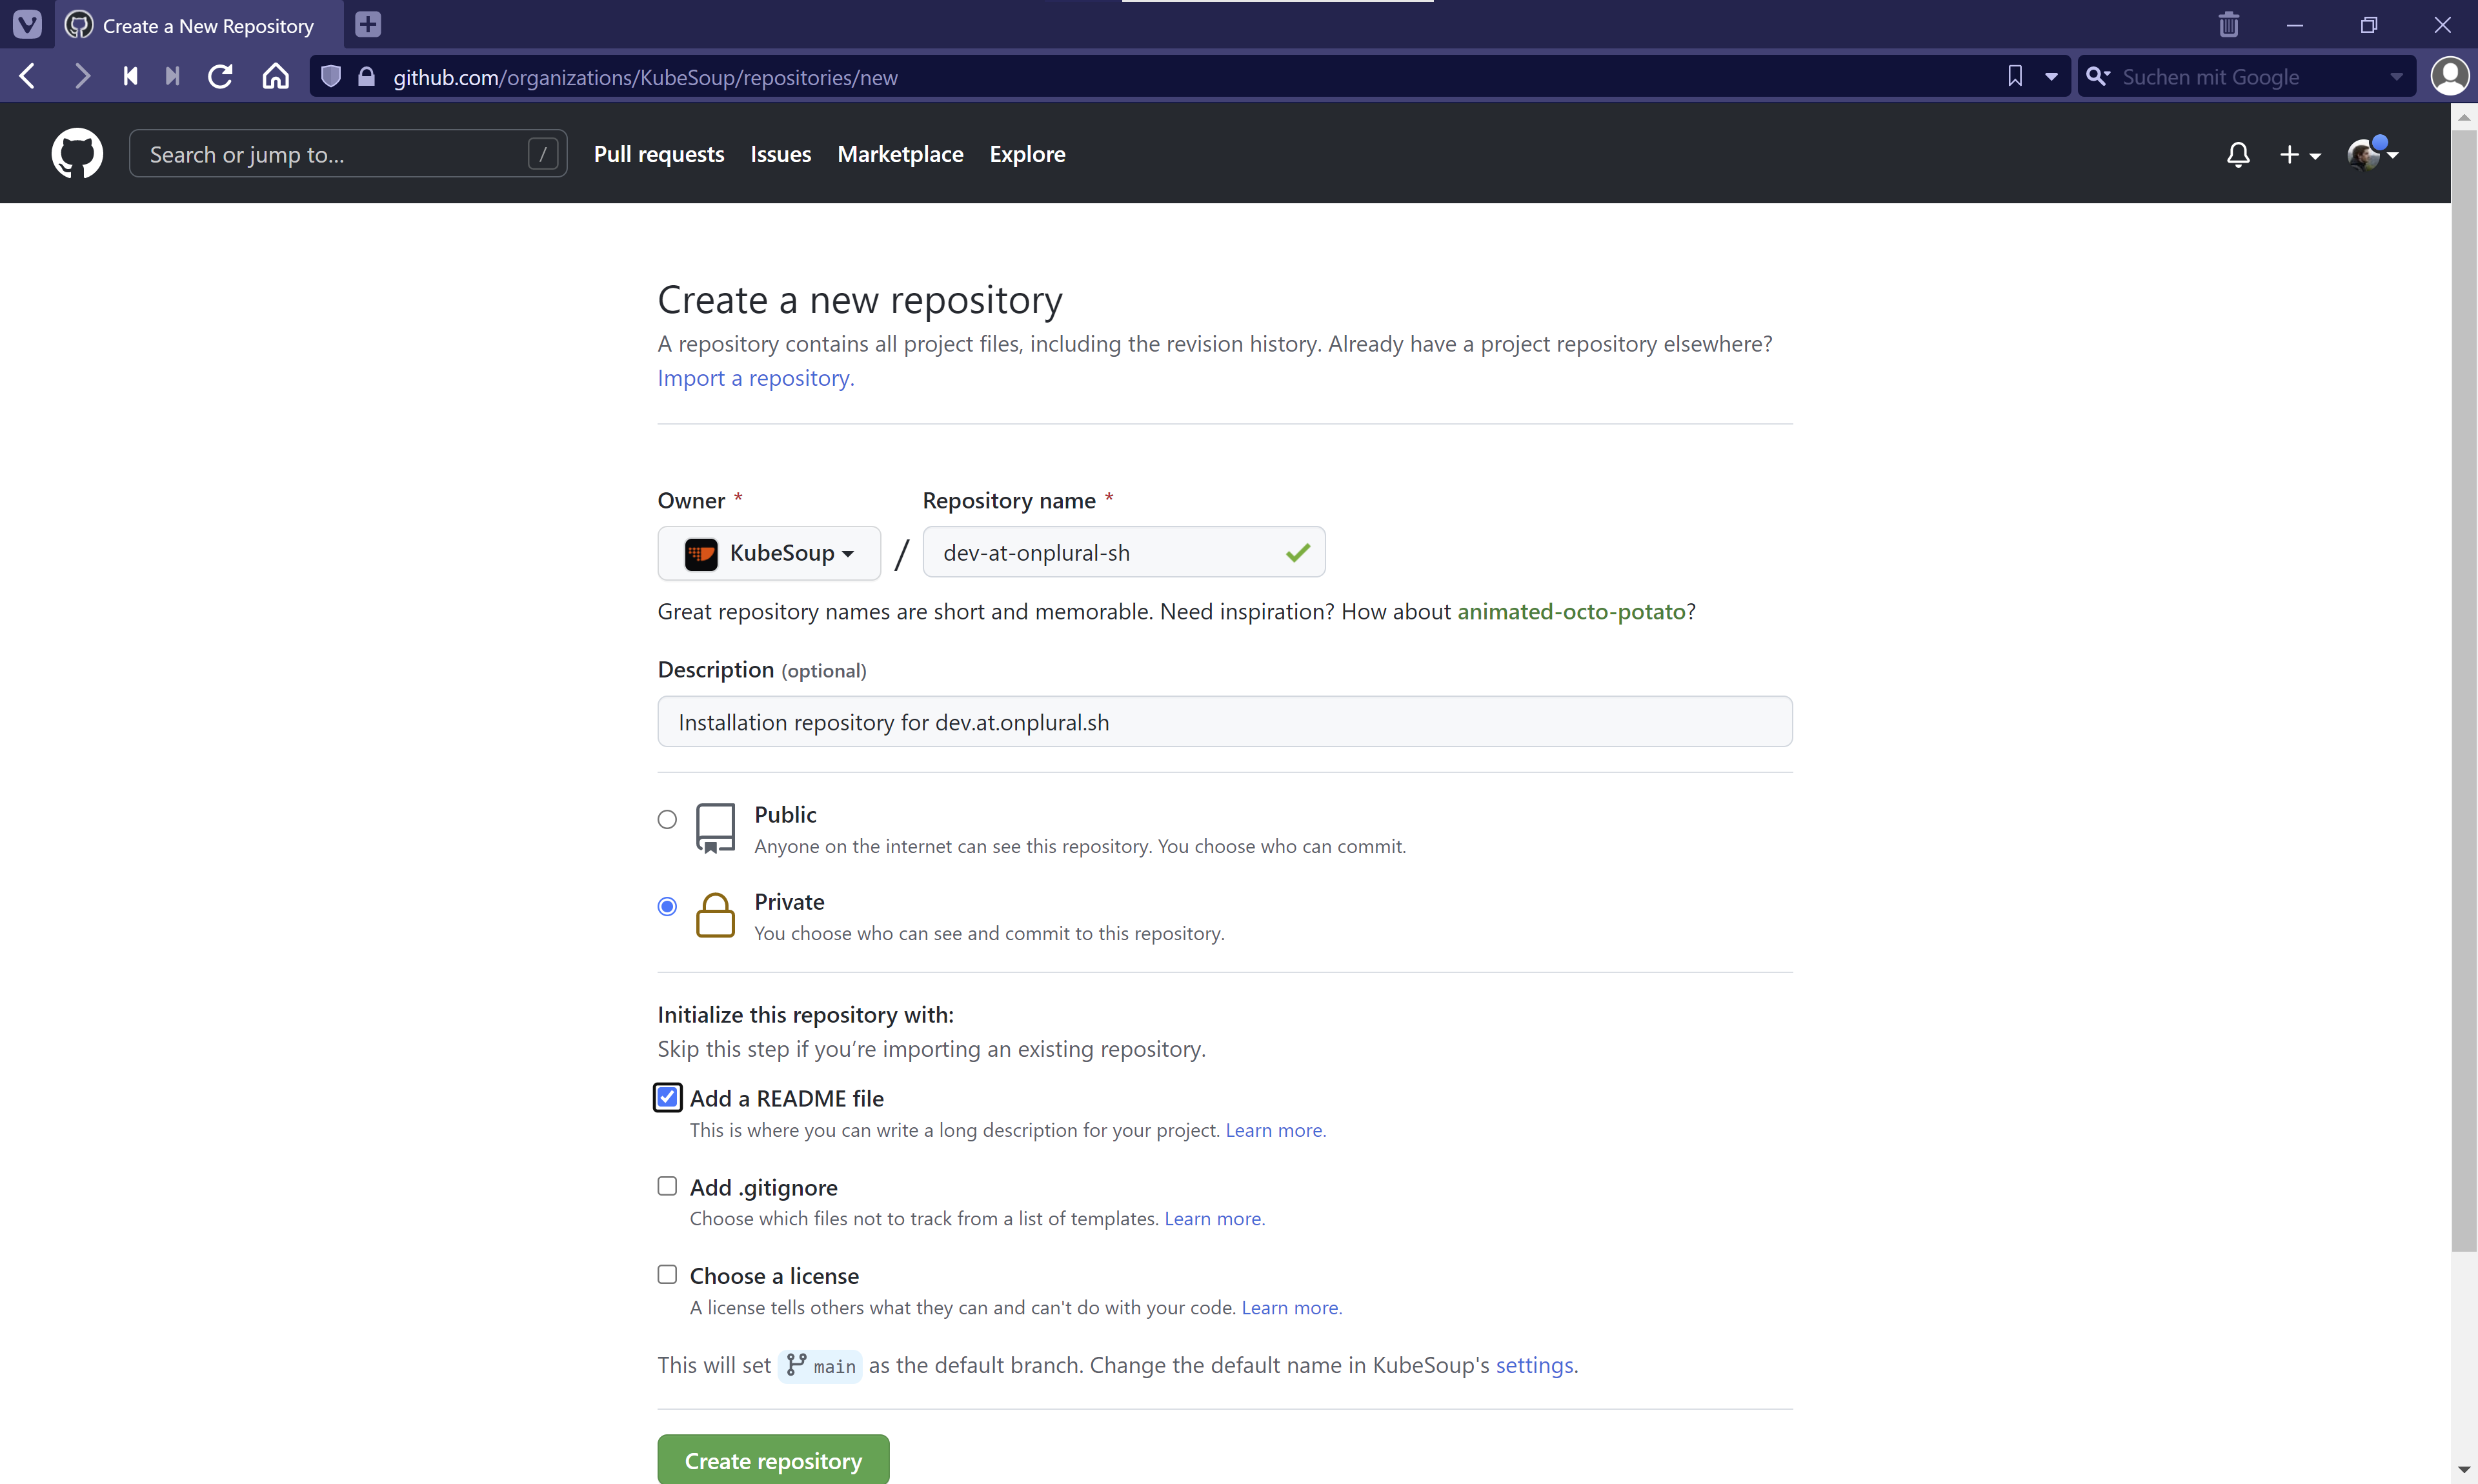 Create a New Repository
github.com/organizations/KubeSoup/repositories/new
Suchen mit Google
Search or jump to...
/
Pull requests
Issues
Marketplace
Explore
Create a new repository
A repository contains all project files, including the revision history. Already have a project repository elsewhere?
Import a repository.
Owner *
Repository name *
KubeSoup
/
dev-at-onplural-sh
Great repository names are short and memorable. Need inspiration? How about animated-octo-potato?
Description (optional)
Installation repository for dev.at.onplural.sh
Public
Anyone on the internet can see this repository. You choose who can commit.
Private
You choose who can see and commit to this repository.
Initialize this repository with:
Skip this step if you’re importing an existing repository.
Add a README file
This is where you can write a long description for your project. Learn more.
Add .gitignore
Choose which files not to track from a list of templates. Learn more.
Choose a license
A license tells others what they can and can't do with your code. Learn more.
This will set main as the default branch. Change the default name in KubeSoup's settings.
Create repository